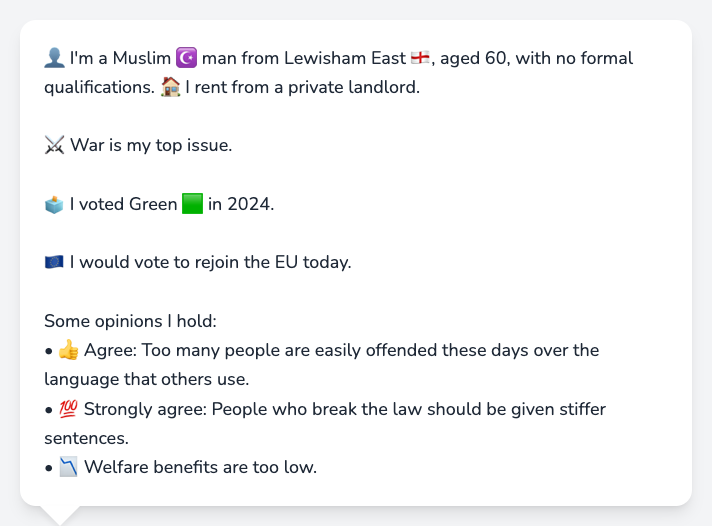 👤 I'm a Muslim ☪️ man from Lewisham East 🏴󠁧󠁢󠁥󠁮󠁧󠁿, aged 60, with no formal
qualifications. 🏠 I rent from a private landlord.
⚔️ War is my top issue.
🗳️ I voted Green 🟩 in 2024.
🇪🇺 I would vote to rejoin the EU today.
Some opinions I hold:
• 👍 Agree: Too many people are easily offended these days over the
language that others use.
• 💯 Strongly agree: People who break the law should be given stiffer
sentences.
• 📉 Welfare benefits are too low.